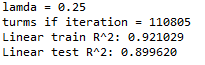 lamda = 0.25
turms if iteration = 110805
Linear train R^2: 0.921029
Linear test R^2: 0.899620